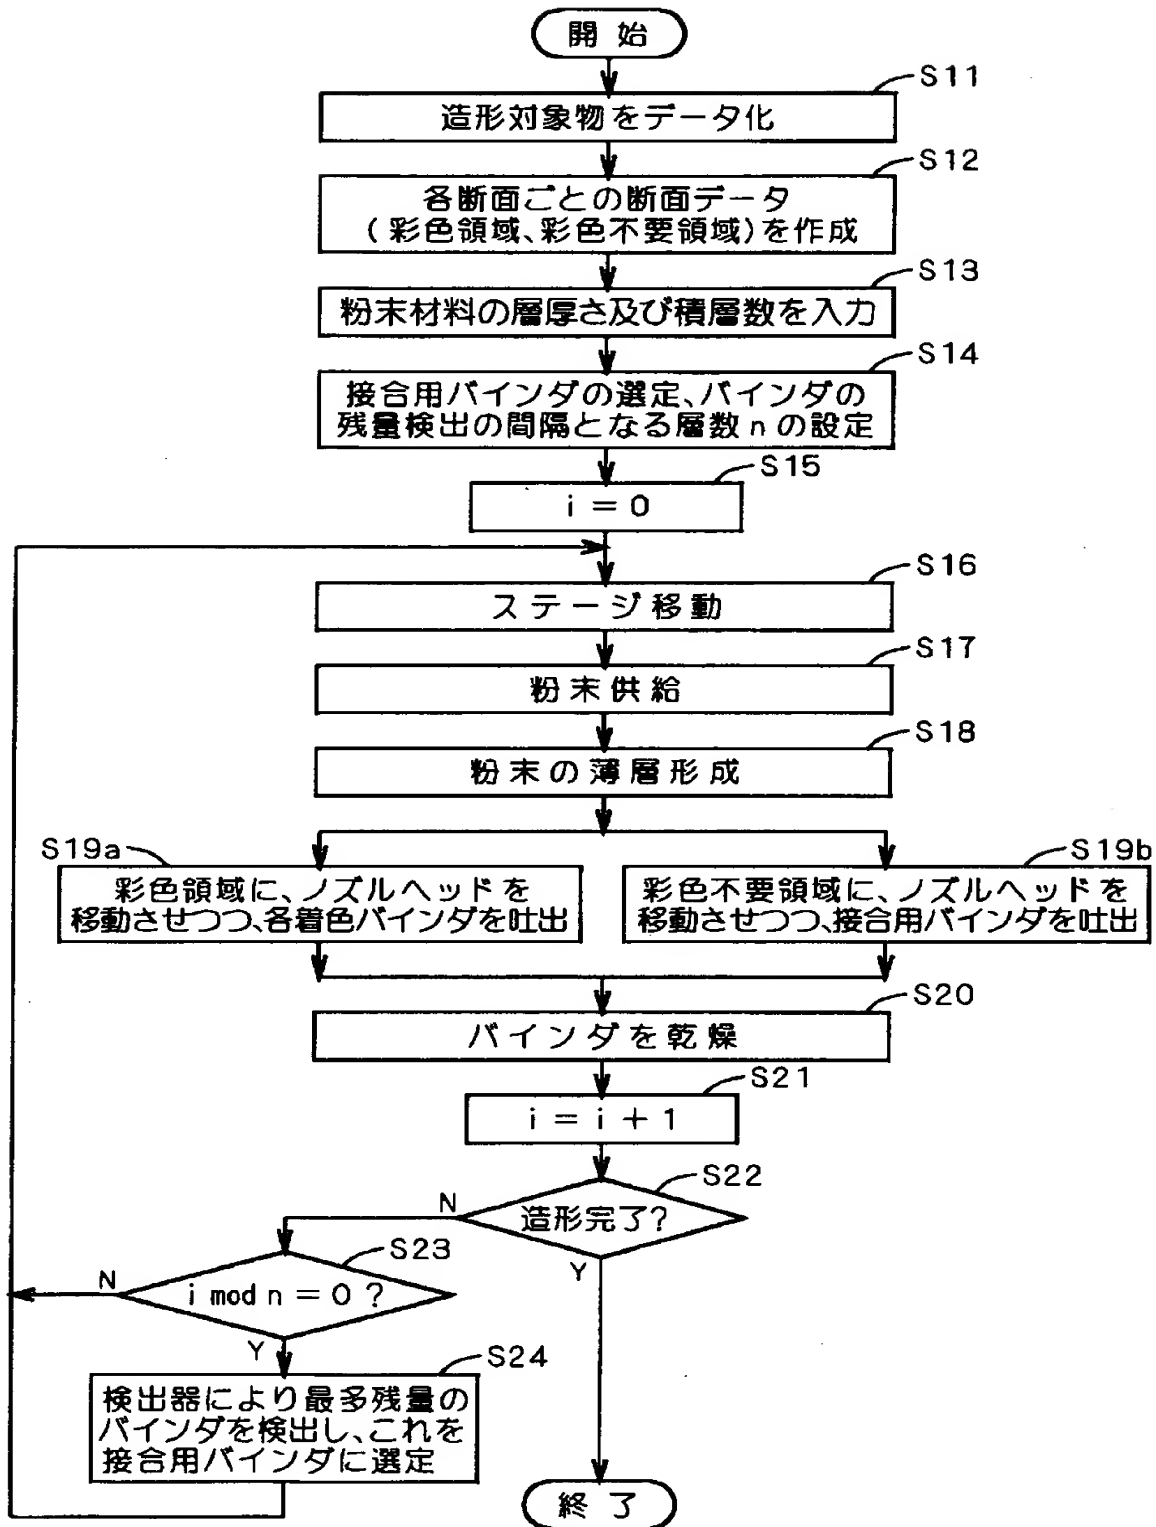 開始
S11
造形対象物をデータ化
S12
各断面ごとの断面データ
(彩色領域、彩色不要領域)を作成
S13
粉末材料の層厚さ及び積層数を入力
S14
接合用バインダの選定、バインダの
残量検出の間隔となる層数nの設定
S15
i=0
S16
ステージ移動
S17
粉末供給
S18
粉末の薄層形成
S19a
彩色領域に、ノズルヘッドを
移動させつつ、各着色バインダを吐出
S19b
彩色不要領域に、ノズルヘッドを
移動させつつ、接合用バインダを吐出
S20
バインダを乾燥
S21
i=i+1
S22
造形完了?
N
Y
S23
i mod n=0?
N
Y
S24
検出器により最多残量の
バインダを検出し、これを
接合用バインダに選定
終了